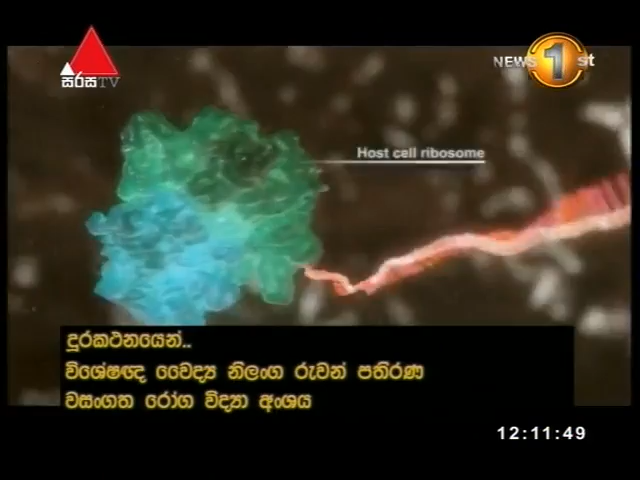 සිරස TV
NEWS 1st
Host cell ribosome
දුරකථනයෙන්..
විශේෂඥ වෛද්‍ය නිලංග රුවන් පතිරණ
වසංගත රෝග විද්‍යා අංශය
12:11:49